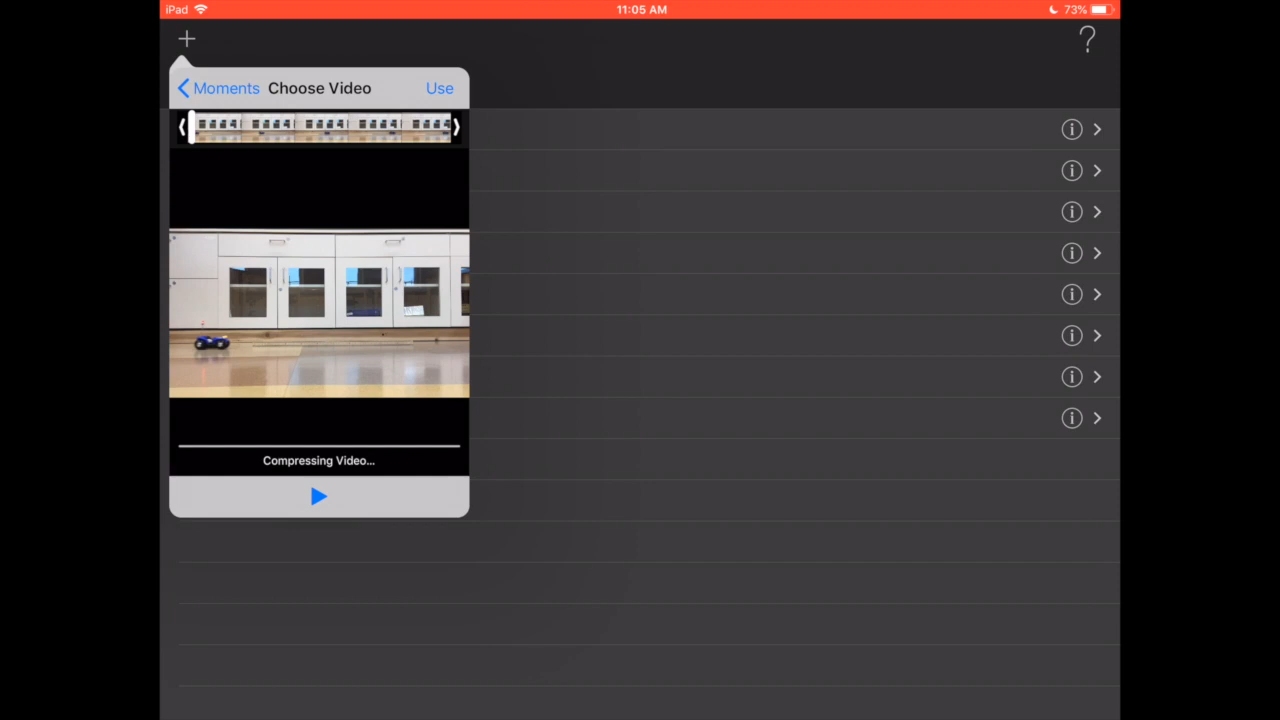 iPad
11:05 AM
73%
Moments
Choose Video
Use
Compressing Video...